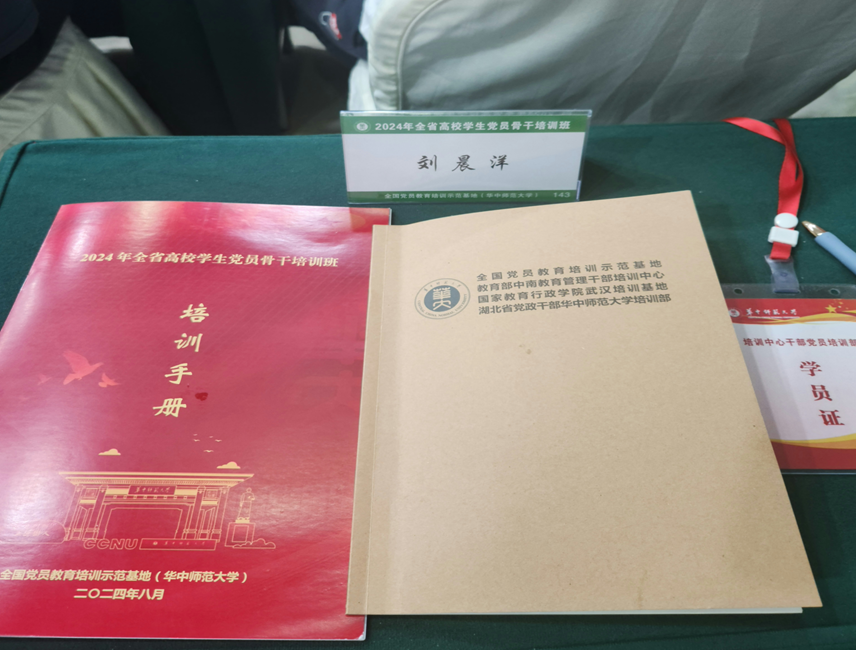 2024年全省高校学生党员骨干培训班
刘晨洋
全国党员教育培训示范基地（华中师范大学） 143
2024年全省高校学生党员骨干培训班
培训手册
华中师范大学
CCNU
全国党员教育培训示范基地（华中师范大学）
二〇二四年八月
全国党员教育培训示范基地
教育部中南教育管理干部培训中心
国家教育行政学院武汉培训基地
湖北省党政干部华中师范大学培训部
华中师范大学
培训中心干部党员培训部
学员证